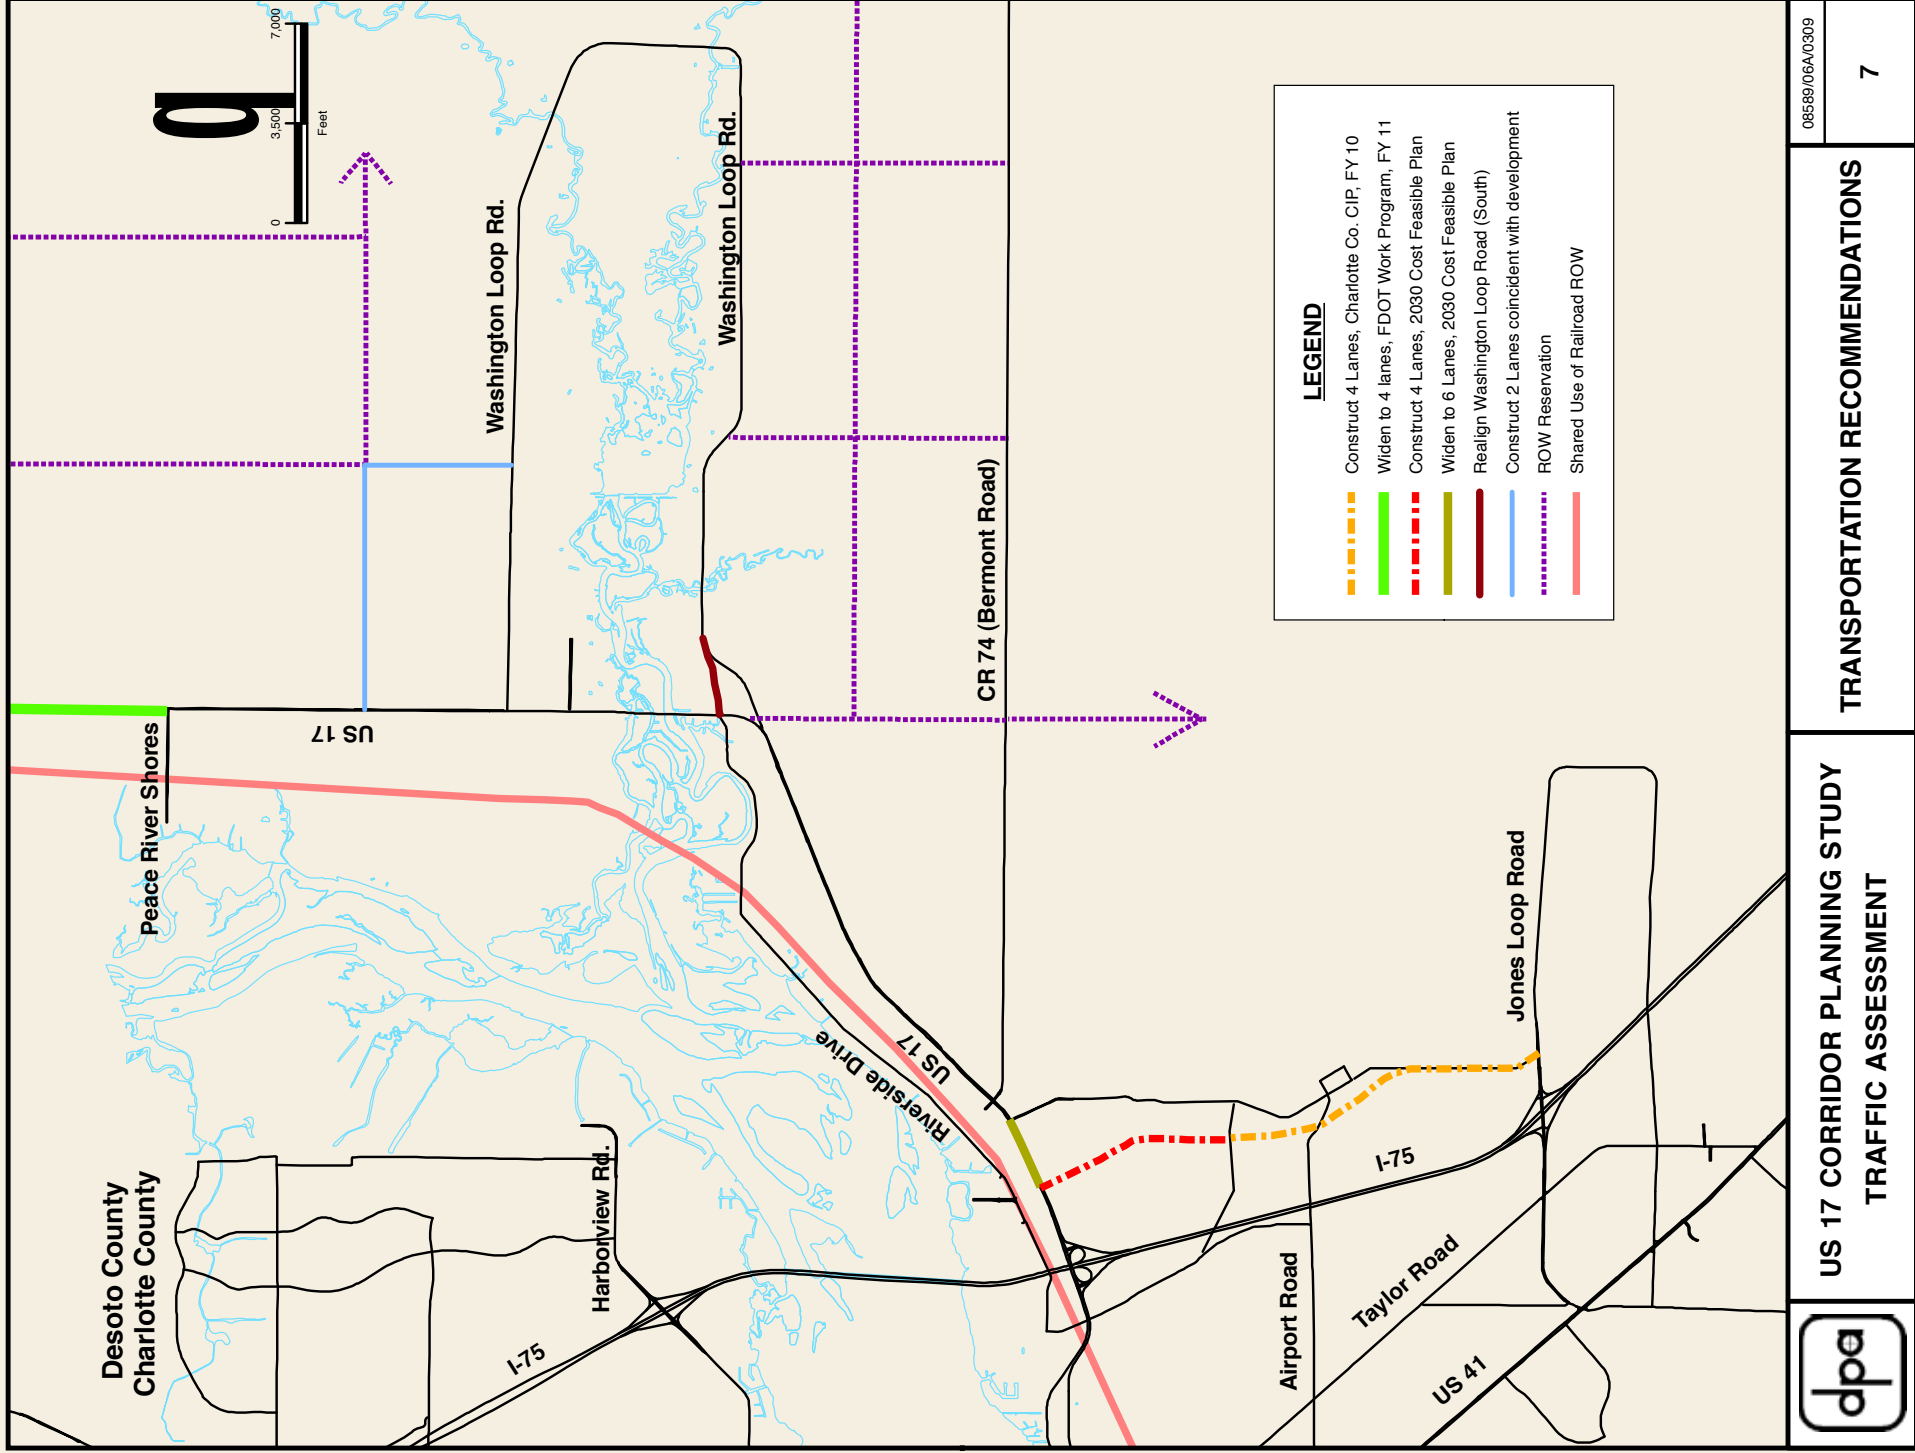 Desoto County
Charlotte County
Peace River Shores
US 17
Washington Loop Rd.
Washington Loop Rd.
0
3,500
7,000
Feet
CR 74 (Bermont Road)
Harborview Rd.
Riverside Drive
US 17
I-75
I-75
Airport Road
Taylor Road
US 41
Jones Loop Road
LEGEND
Construct 4 Lanes, Charlotte Co. CIP, FY 10
Widen to 4 lanes, FDOT Work Program, FY 11
Construct 4 Lanes, 2030 Cost Feasible Plan
Widen to 6 Lanes, 2030 Cost Feasible Plan
Realign Washington Loop Road (South)
Construct 2 Lanes coincident with development
ROW Reservation
Shared Use of Railroad ROW
dpa
US 17 CORRIDOR PLANNING STUDY
TRAFFIC ASSESSMENT
TRANSPORTATION RECOMMENDATIONS
08589/06A/0309
7